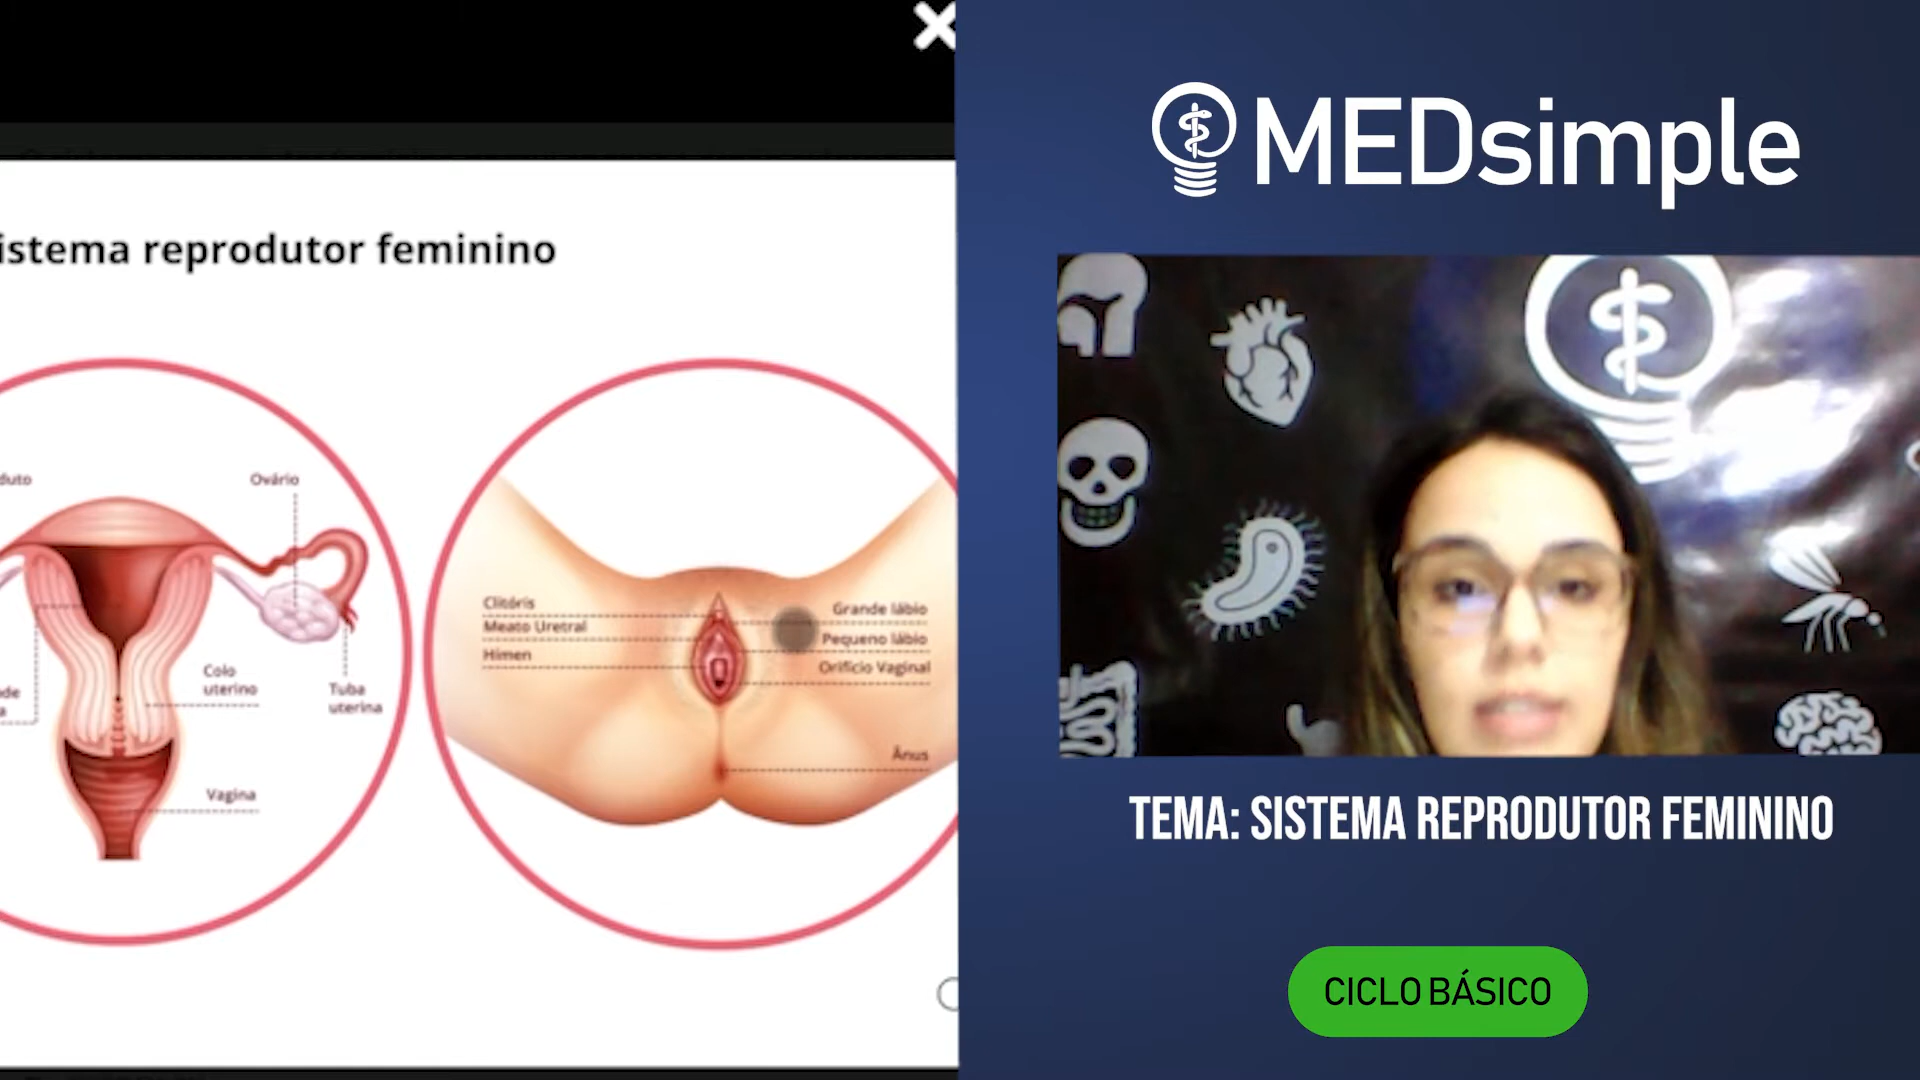 istema reprodutor feminino
duto
Ovário
Colo
uterino
Tuba
uterina
de
a
Vagina
Clitóris
Meato Uretral
Hímen
Grande lábio
Pequeno lábio
Orifício Vaginal
Ânus
MEDsimple
TEMA: SISTEMA REPRODUTOR FEMININO
CICLO BÁSICO